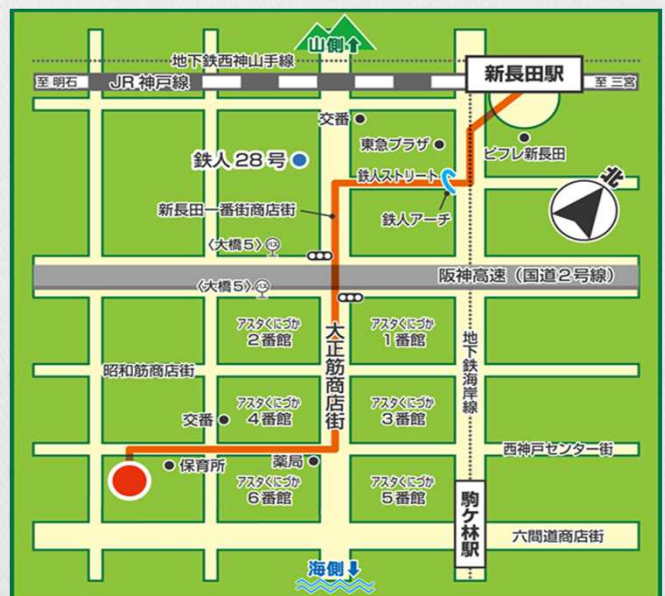 山側↑
地下鉄西神山手線
新長田駅
至 明石
JR神戸線
至 三宮
交番
東急プラザ
ピフレ新長田
鉄人28号
鉄人ストリート
北
新長田一番街商店街
鉄人アーチ
〈大橋5〉
阪神高速（国道2号線）
〈大橋5〉
アスタくにづか
2番館
大正筋商店街
アスタくにづか
1番館
地下鉄海岸線
昭和筋商店街
交番
アスタくにづか
4番館
アスタくにづか
3番館
西神戸センター街
保育所
薬局
アスタくにづか
6番館
アスタくにづか
5番館
駒ケ林駅
六間道商店街
海側↓